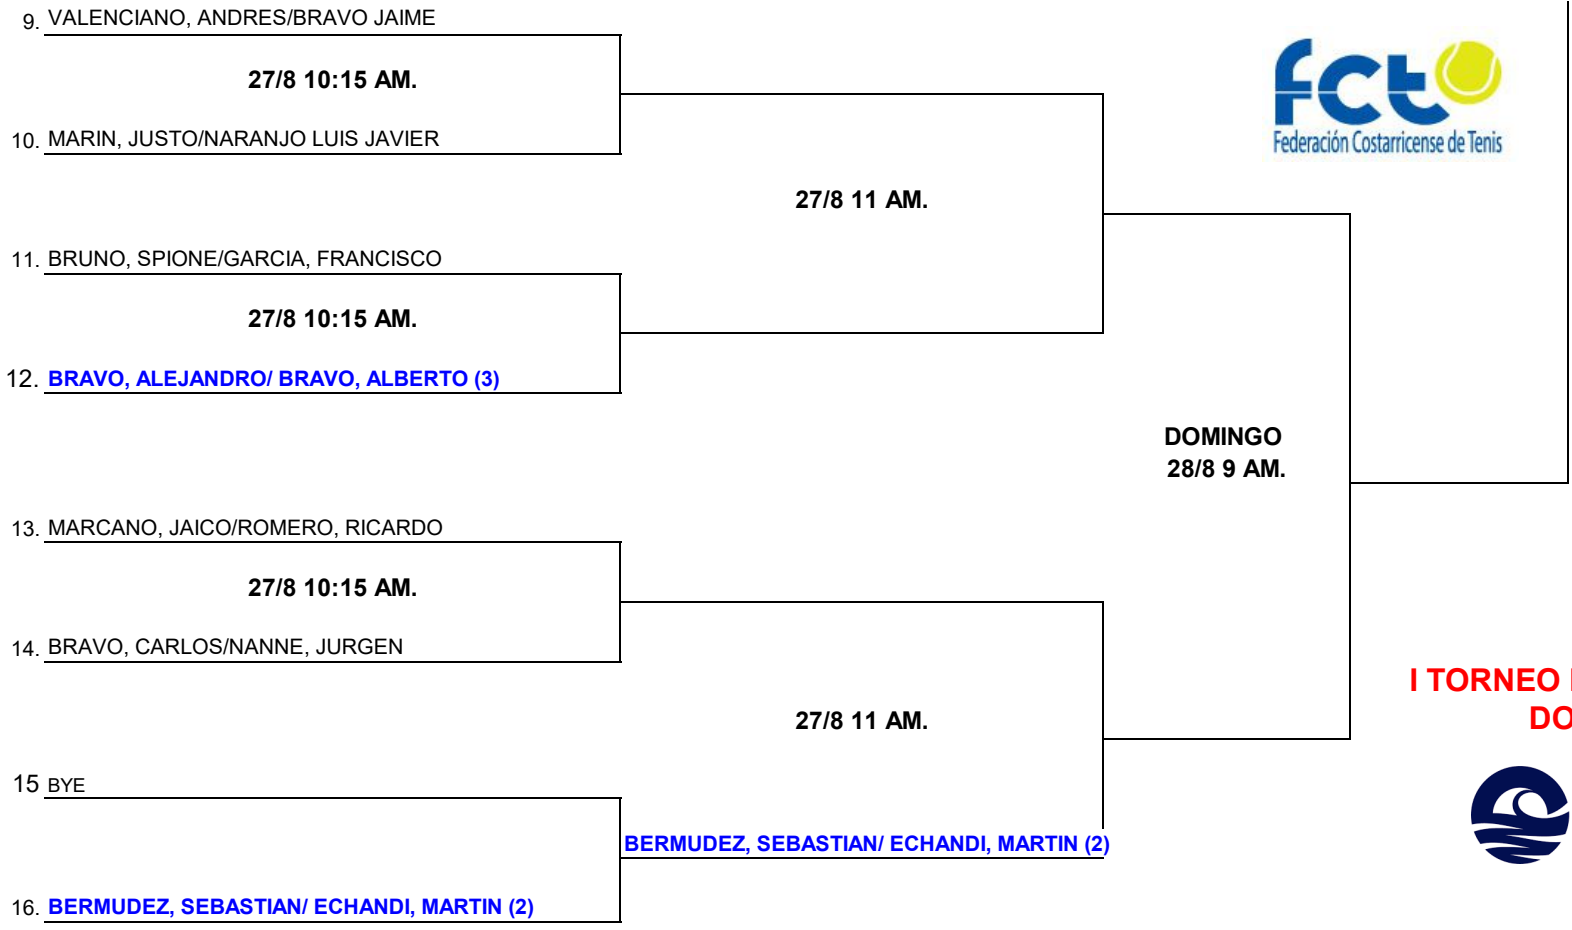 9. VALENCIANO, ANDRES/BRAVO JAIME
27/8 10:15 AM.
10. MARIN, JUSTO/NARANJO LUIS JAVIER
fct
Federación Costarricense de Tenis
27/8 11 AM.
11. BRUNO, SPIONE/GARCIA, FRANCISCO
27/8 10:15 AM.
12. BRAVO, ALEJANDRO/ BRAVO, ALBERTO (3)
DOMINGO
28/8 9 AM.
13. MARCANO, JAICO/ROMERO, RICARDO
27/8 10:15 AM.
14. BRAVO, CARLOS/NANNE, JURGEN
I TORNEO
DO
27/8 11 AM.
15 BYE
BERMUDEZ, SEBASTIAN/ ECHANDI, MARTIN (2)
16. BERMUDEZ, SEBASTIAN/ ECHANDI, MARTIN (2)